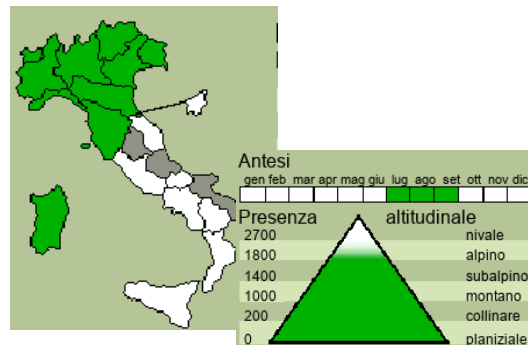 Antesi
gen feb mar apr mag giu lug ago set ott nov dic
Presenza altitudinale
2700 nivale
1800 alpino
1400 subalpino
1000 montano
200 collinare
0 planiziale